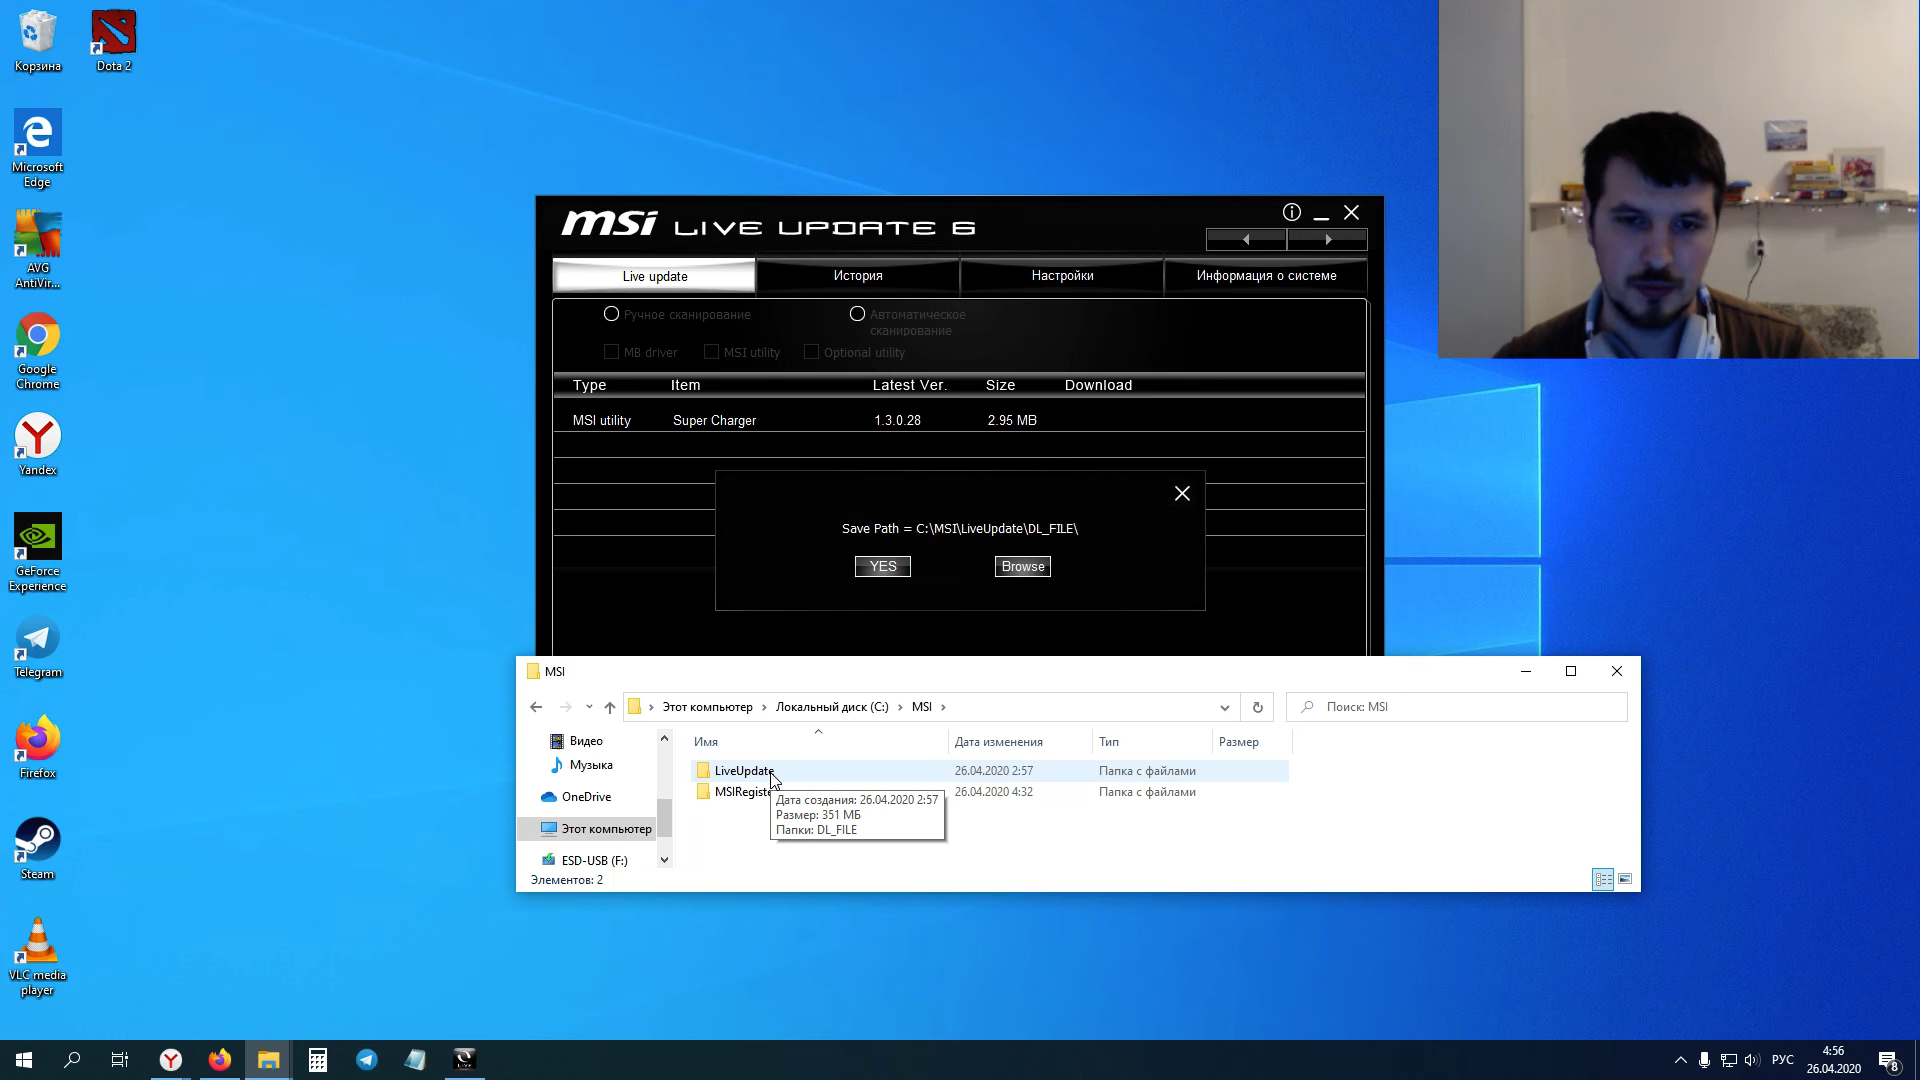 Корзина
Dota 2
Microsoft
Edge
AVG
AntiVir...
Google
Chrome
Yandex
GeForce
Experience
Telegram
Firefox
Steam
VLC media
player
msi LIVE UPDATE 6
Live update
История
Настройки
Информация о системе
Ручное сканирование
Автоматическое
сканирование
MB driver
MSI utility
Optional utility
Type Item Latest Ver. Size Download
MSI utility Super Charger 1.3.0.28 2.95 MB
Save Path = C:\MSI\LiveUpdate\DL_FILE\
YES
Browse
MSI
Этот компьютер
Локальный диск (C:)
MSI
Поиск: MSI
Видео
Музыка
OneDrive
Этот компьютер
ESD-USB (F:)
Имя Дата изменения Тип Размер
LiveUpdate 26.04.2020 2:57 Папка с файлами
MSIRegiste 26.04.2020 4:32 Папка с файлами
Дата создания: 26.04.2020 2:57
Размер: 351 МБ
Папки: DL_FILE
Элементов: 2
LIVE
РУС
4:56
26.04.2020
8